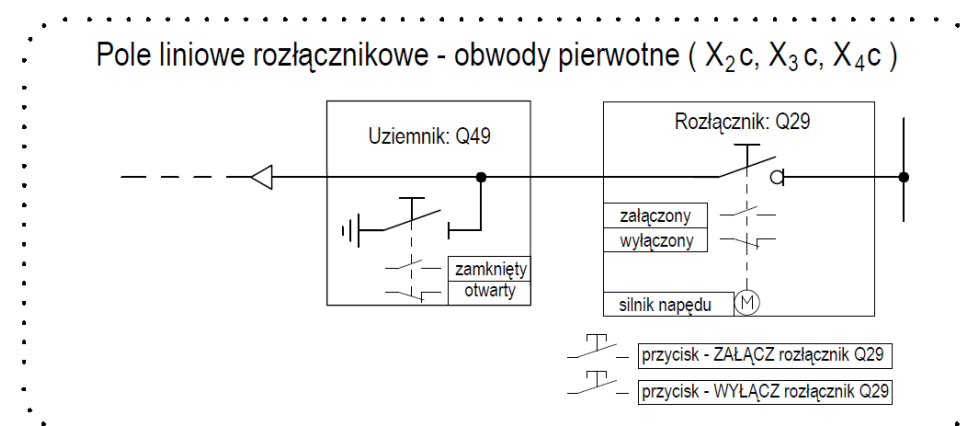 Pole liniowe rozłącznikowe - obwody pierwotne ( X₂c, X₃c, X₄c )
Uziemnik: Q49
Rozłącznik: Q29
załączony
wyłączony
zamknięty
otwarty
silnik napędu
M
przycisk - ZAŁĄCZ rozłącznik Q29
przycisk - WYŁĄCZ rozłącznik Q29